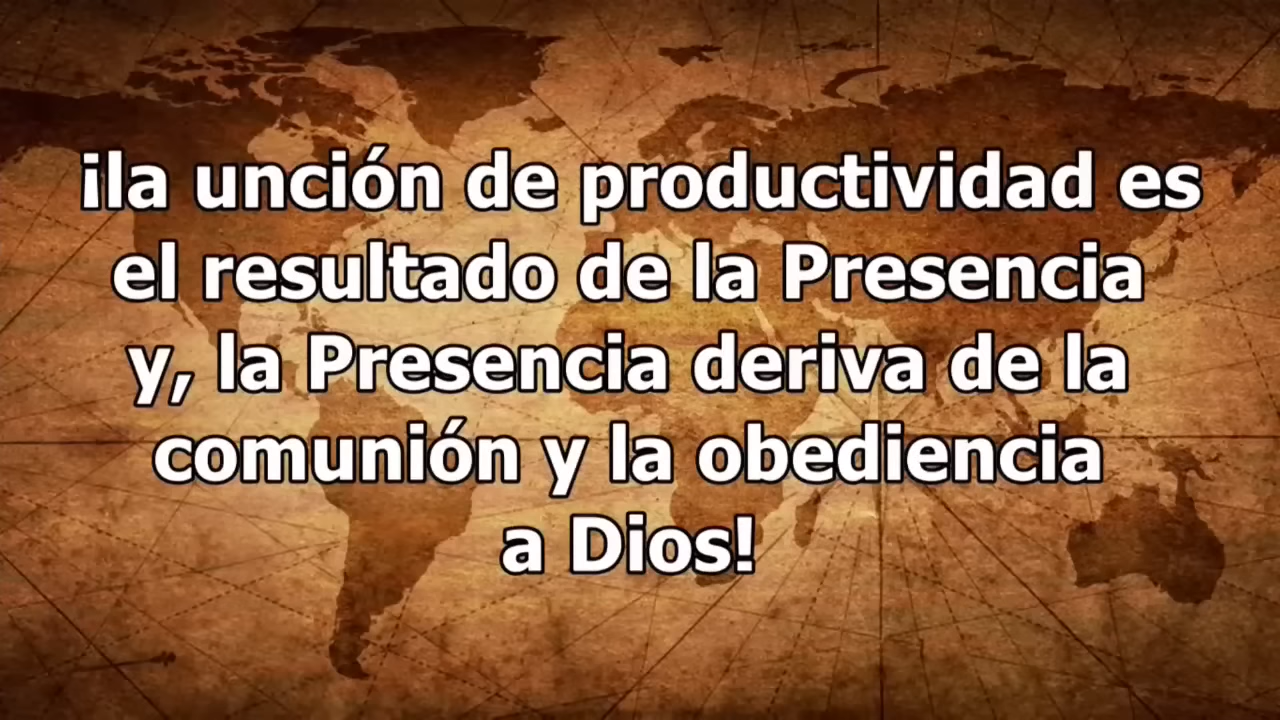 ¡la unción de productividad es
el resultado de la Presencia
y, la Presencia deriva de la
comunión y la obediencia
a Dios!